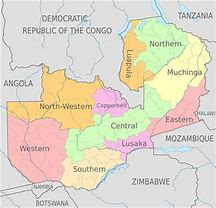 DEMOCRATIC
REPUBLIC OF THE CONGO
TANZANIA
Northern
Luapula
Muchinga
ANGOLA
North-Western
Copperbelt
Eastern
MALAWI
Central
Western
Lusaka
MOZAMBIQUE
Southern
NAMIBIA
ZIMBABWE
BOTSWANA